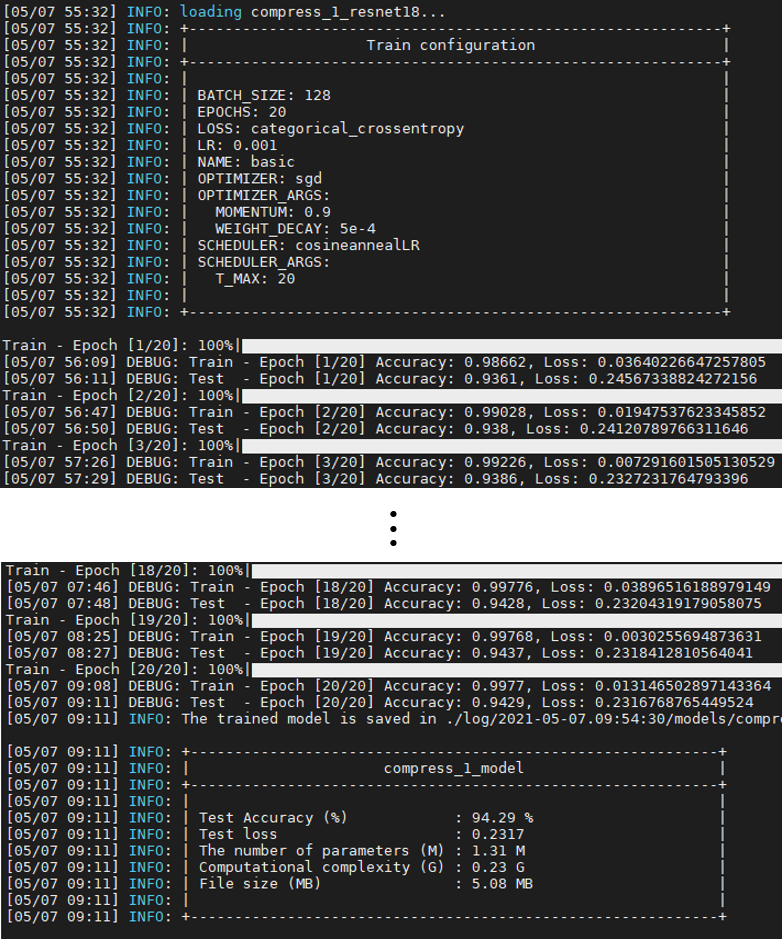 [05/07 55:32] INFO: loading compress_1_resnet18...
[05/07 55:32] INFO: +------------------------------------------------------------+
[05/07 55:32] INFO: | Train configuration |
[05/07 55:32] INFO: +------------------------------------------------------------+
[05/07 55:32] INFO: | |
[05/07 55:32] INFO: | BATCH_SIZE: 128 |
[05/07 55:32] INFO: | EPOCHS: 20 |
[05/07 55:32] INFO: | LOSS: categorical_crossentropy |
[05/07 55:32] INFO: | LR: 0.001 |
[05/07 55:32] INFO: | NAME: basic |
[05/07 55:32] INFO: | OPTIMIZER: sgd |
[05/07 55:32] INFO: | OPTIMIZER_ARGS: |
[05/07 55:32] INFO: | MOMENTUM: 0.9 |
[05/07 55:32] INFO: | WEIGHT_DECAY: 5e-4 |
[05/07 55:32] INFO: | SCHEDULER: cosineannealLR |
[05/07 55:32] INFO: | SCHEDULER_ARGS: |
[05/07 55:32] INFO: | T_MAX: 20 |
[05/07 55:32] INFO: | |
[05/07 55:32] INFO: +------------------------------------------------------------+
Train - Epoch [1/20]: 100%|
[05/07 56:09] DEBUG: Train - Epoch [1/20] Accuracy: 0.98662, Loss: 0.03640226647257805
[05/07 56:11] DEBUG: Test  - Epoch [1/20] Accuracy: 0.9361, Loss: 0.24567338824272156
Train - Epoch [2/20]: 100%|
[05/07 56:47] DEBUG: Train - Epoch [2/20] Accuracy: 0.99028, Loss: 0.01947537623345852
[05/07 56:50] DEBUG: Test  - Epoch [2/20] Accuracy: 0.938, Loss: 0.24120789766311646
Train - Epoch [3/20]: 100%|
[05/07 57:26] DEBUG: Train - Epoch [3/20] Accuracy: 0.99226, Loss: 0.007291601505130529
[05/07 57:29] DEBUG: Test  - Epoch [3/20] Accuracy: 0.9386, Loss: 0.2327231764793396
Train - Epoch [18/20]: 100%|
[05/07 07:46] DEBUG: Train - Epoch [18/20] Accuracy: 0.99776, Loss: 0.03896516188979149
[05/07 07:48] DEBUG: Test  - Epoch [18/20] Accuracy: 0.9428, Loss: 0.23204319179058075
Train - Epoch [19/20]: 100%|
[05/07 08:25] DEBUG: Train - Epoch [19/20] Accuracy: 0.99768, Loss: 0.0030255694873631
[05/07 08:27] DEBUG: Test  - Epoch [19/20] Accuracy: 0.9437, Loss: 0.2318412810564041
Train - Epoch [20/20]: 100%|
[05/07 09:08] DEBUG: Train - Epoch [20/20] Accuracy: 0.9977, Loss: 0.013146502897143364
[05/07 09:11] DEBUG: Test  - Epoch [20/20] Accuracy: 0.9429, Loss: 0.2316768765449524
[05/07 09:11] INFO: The trained model is saved in ./log/2021-05-07.09:54:30/models/compre
[05/07 09:11] INFO: +------------------------------------------------------------+
[05/07 09:11] INFO: | compress_1_model |
[05/07 09:11] INFO: +------------------------------------------------------------+
[05/07 09:11] INFO: | |
[05/07 09:11] INFO: | Test Accuracy (%) : 94.29 % |
[05/07 09:11] INFO: | Test loss : 0.2317 |
[05/07 09:11] INFO: | The number of parameters (M) : 1.31 M |
[05/07 09:11] INFO: | Computational complexity (G) : 0.23 G |
[05/07 09:11] INFO: | File size (MB) : 5.08 MB |
[05/07 09:11] INFO: | |
[05/07 09:11] INFO: +------------------------------------------------------------+